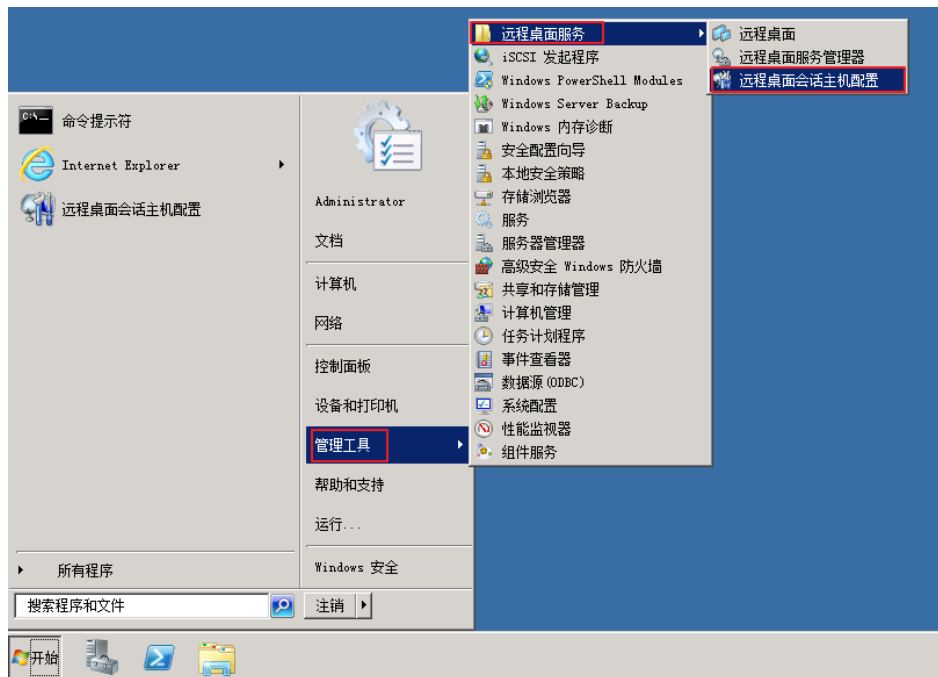 命令提示符
Internet Explorer
远程桌面会话主机配置
所有程序
搜索程序和文件
Administrator
文档
计算机
网络
控制面板
设备和打印机
管理工具
帮助和支持
运行...
Windows 安全
注销
远程桌面服务
iSCSI 发起程序
Windows PowerShell Modules
Windows Server Backup
Windows 内存诊断
安全配置向导
本地安全策略
存储浏览器
服务
服务器管理器
高级安全 Windows 防火墙
共享和存储管理
计算机管理
任务计划程序
事件查看器
数据源(ODBC)
系统配置
性能监视器
组件服务
远程桌面
远程桌面服务管理器
远程桌面会话主机配置
开始